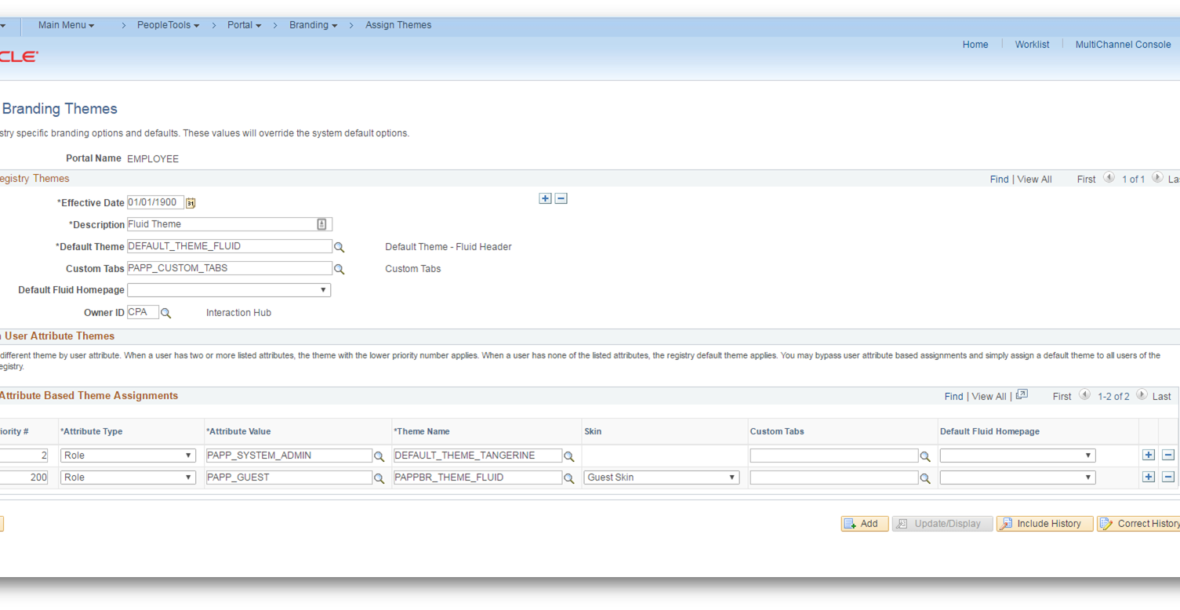 Main Menu > PeopleTools > Portal > Branding > Assign Themes
Home Worklist MultiChannel Console
CLE
Branding Themes
stry specific branding options and defaults. These values will override the system default options.
Portal Name EMPLOYEE
egistry Themes Find | View All First 1 of 1 La
*Effective Date 01/01/1900
*Description Fluid Theme
*Default Theme DEFAULT_THEME_FLUID Default Theme - Fluid Header
Custom Tabs PAPP_CUSTOM_TABS Custom Tabs
Default Fluid Homepage
Owner ID CPA Interaction Hub
User Attribute Themes
different theme by user attribute. When a user has two or more listed attributes, the theme with the lower priority number applies. When a user has none of the listed attributes, the registry default theme applies. You may bypass user attribute based assignments and simply assign a default theme to all users of the
egistry.
Attribute Based Theme Assignments Find | View All | First 1-2 of 2 Last
iority # *Attribute Type *Attribute Value *Theme Name Skin Custom Tabs Default Fluid Homepage
2 Role PAPP_SYSTEM_ADMIN DEFAULT_THEME_TANGERINE
200 Role PAPP_GUEST PAPPBR_THEME_FLUID Guest Skin
Add Update/Display Include History Correct History